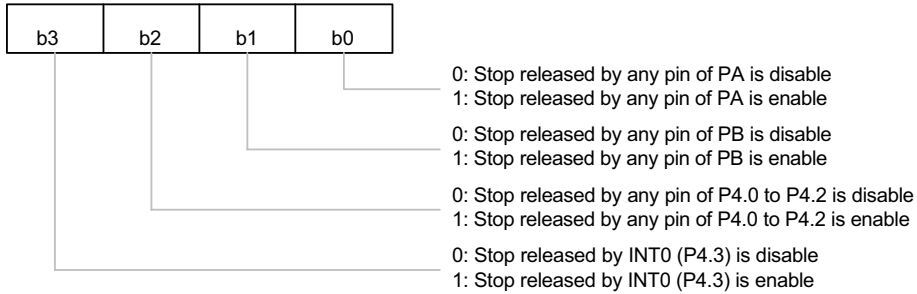 b3 b2 b1 b0
0: Stop released by any pin of PA is disable
1: Stop released by any pin of PA is enable
0: Stop released by any pin of PB is disable
1: Stop released by any pin of PB is enable
0: Stop released by any pin of P4.0 to P4.2 is disable
1: Stop released by any pin of P4.0 to P4.2 is enable
0: Stop released by INT0 (P4.3) is disable
1: Stop released by INT0 (P4.3) is enable